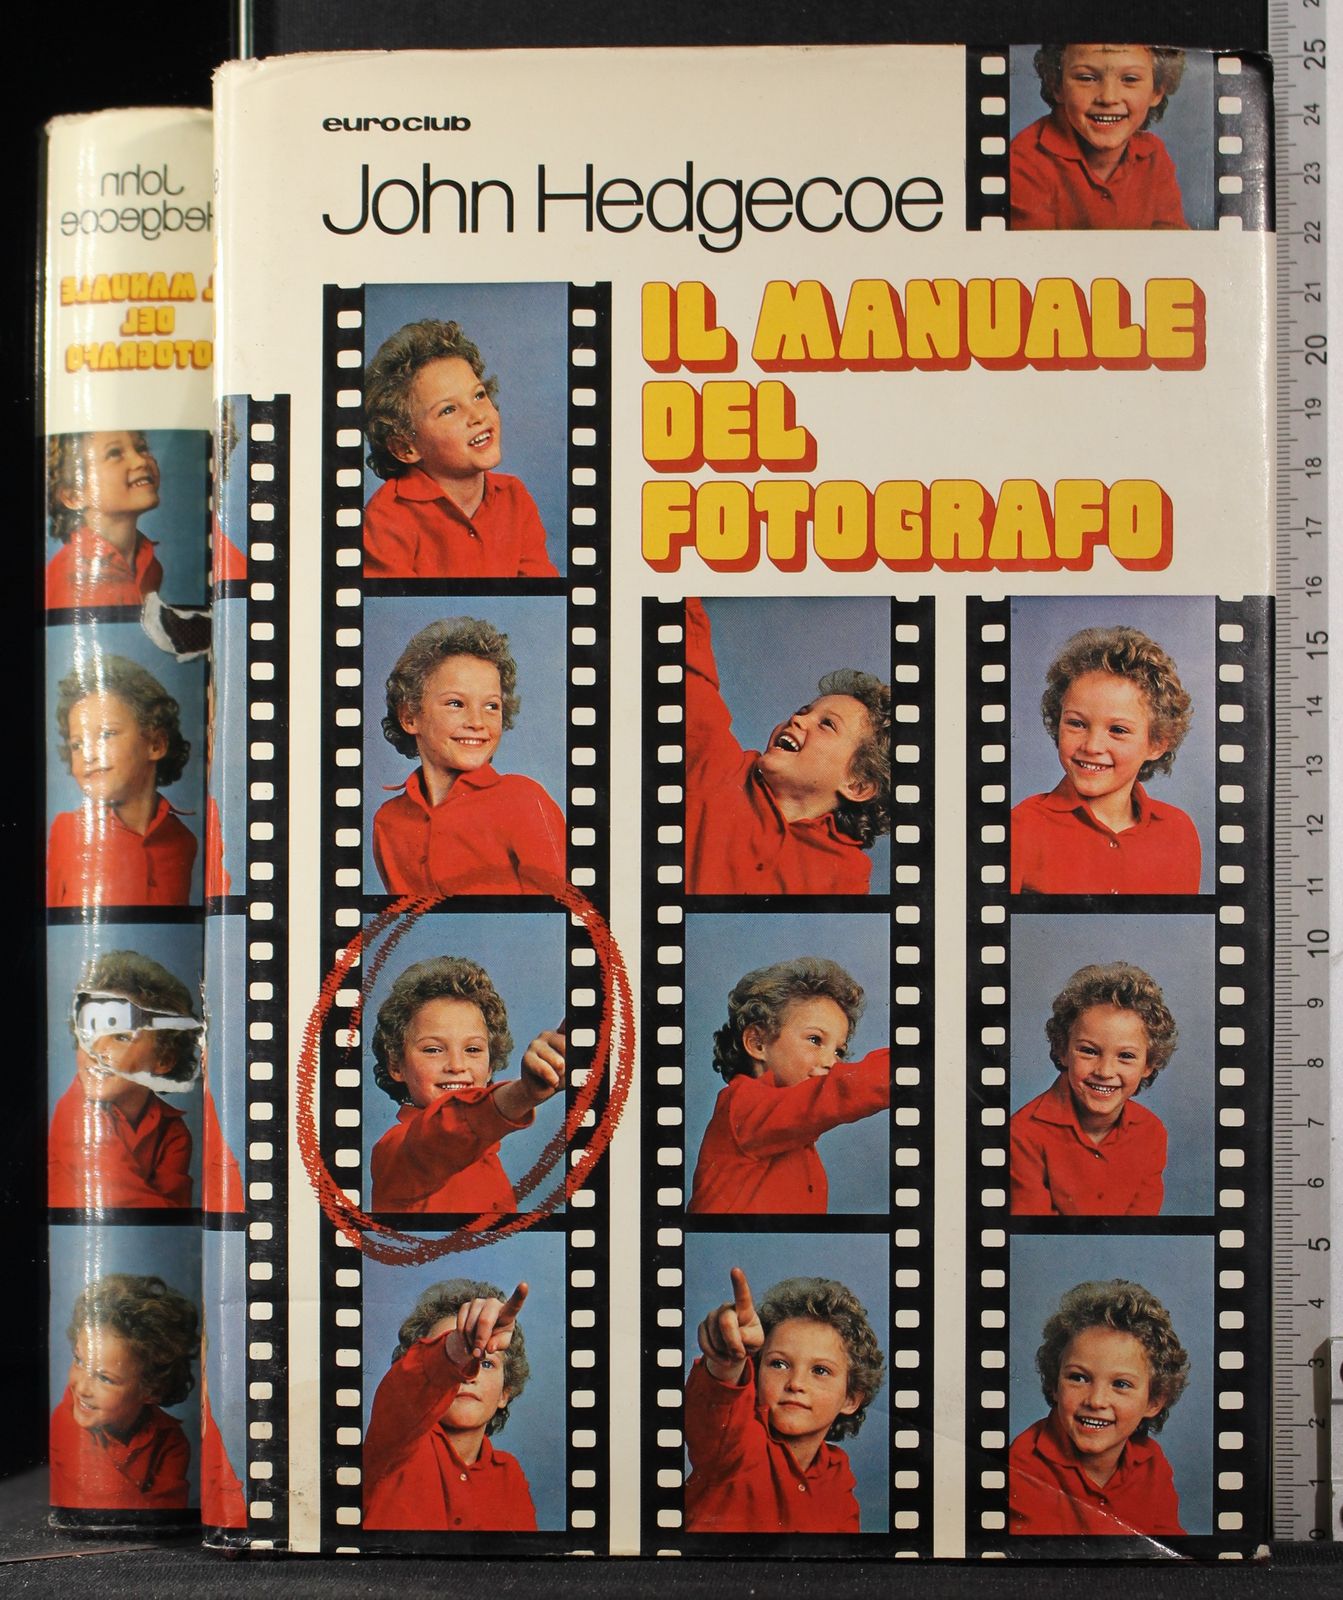 euroclub
John Hedgecoe
IL MANUALE
DEL
FOTOGRAFO
John
Hedgecoe
IL MANUALE
DEL
FOTOGRAFO
25
24
23
22
21
20
19
18
17
16
15
14
13
12
11
10
9
8
7
6
5
4
3
2
1
0